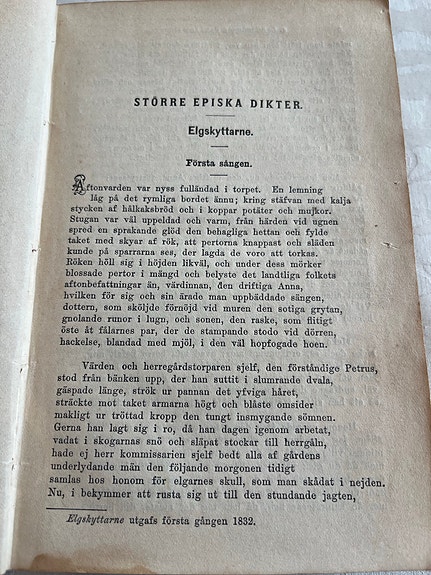 STÖRRE EPISKA DIKTER.
Elgskyttarne.
Första sången.
Aftonvarden var nyss fulländad i torpet. En lemning
låg på det rymliga bordet ännu; kring stäfvan med kalja
stycken af hålkaksbröd och i koppar potäter och mujkor.
Stugan var väl uppeldad och varm, från härden vid ugnen
spred en sprakande glöd den behagliga hettan och fylde
taket med skyar af rök, att pertorna knappast och släden
kunde på sparrarna ses, der lagda de voro att torkas.
Röken höll sig i höjden likväl, och under dess mörker
blossade pertor i mängd och belyste det landtliga folkets
aftonbefattningar än, värdinnan, den driftiga Anna,
hvilken för sig och sin ärade man uppbäddade sängen,
dottern, som sköljde förnöjd vid muren den sotiga grytan,
gnolande runor i lugn, och sonen, den raske, som flitigt
öste åt fålarnes par, der de stampande stodo vid dörren,
hackelse, blandad med mjöl, i den väl hopfogade hoen.
Värden och herregårdstorparen sjelf, den förståndige Petrus,
stod från bänken upp, der han suttit i slumrande dvala,
gäspade länge, strök ur pannan det yfviga håret,
sträckte mot taket armarna högt och blåste omsider
makligt ur tröttad kropp den tungt insmygande sömnen.
Gerna han lagt sig i ro, då han dagen igenom arbetat,
vadat i skogarnas snö och släpat stockar till herrgåln,
hade ej herr kommissarien sjelf bedt alla af gårdens
underlydande män den följande morgonen tidigt
samlas hos honom för elgarnes skull, som man skådat i nejden.
Nu, i bekymmer att rusta sig ut till den stundande jagten,
Elgskyttarne utgafs första gången 1832.